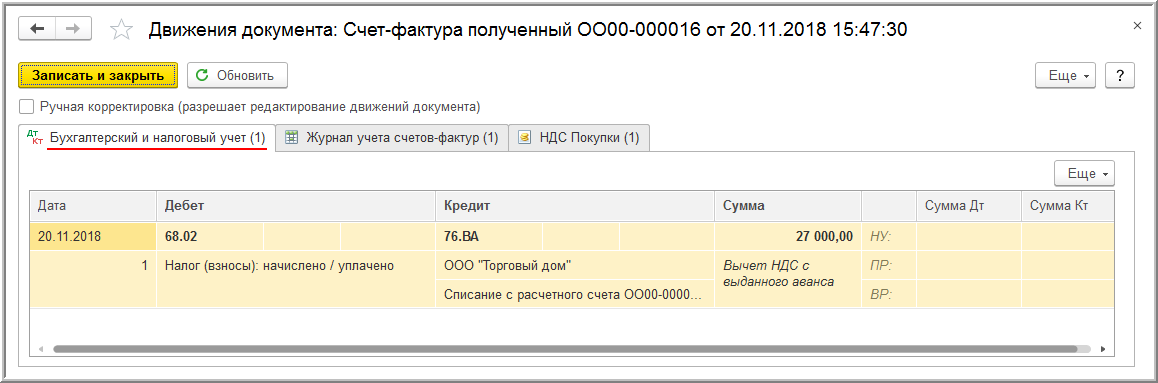 Движения документа: Счет-фактура полученный ОО00-000016 от 20.11.2018 15:47:30
Записать и закрыть Обновить Еще ?
Ручная корректировка (разрешает редактирование движений документа)
Дт Кт Бухгалтерский и налоговый учет (1) Журнал учета счетов-фактур (1) НДС Покупки (1)
Еще
Дата Дебет Кредит Сумма Сумма Дт Сумма Кт
20.11.2018 68.02 76.ВА 27 000,00 НУ:
1 Налог (взносы): начислено / уплачено ООО "Торговый дом" Вычет НДС с ПР:
выданного аванса
Списание с расчетного счета ОО00-0000... ВР: